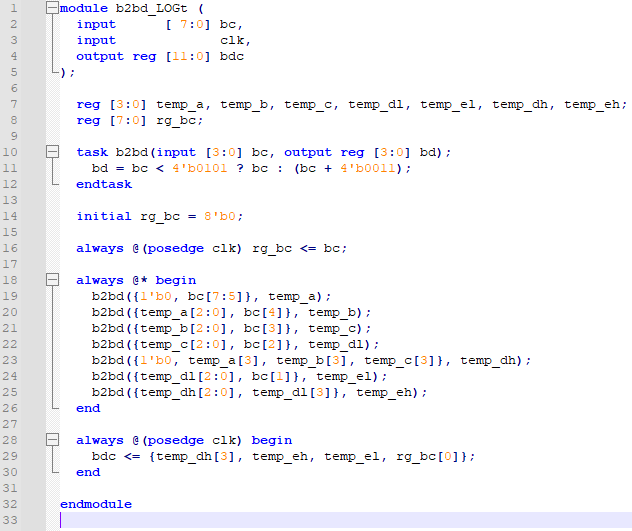 1 module b2bd_LOGt (
2   input      [ 7:0] bc,
3   input             clk,
4   output reg [11:0] bdc
5 );
6
7   reg [3:0] temp_a, temp_b, temp_c, temp_dl, temp_el, temp_dh, temp_eh;
8   reg [7:0] rg_bc;
9
10   task b2bd(input [3:0] bc, output reg [3:0] bd);
11     bd = bc < 4'b0101 ? bc : (bc + 4'b0011);
12   endtask
13
14   initial rg_bc = 8'b0;
15
16   always @(posedge clk) rg_bc <= bc;
17
18   always @* begin
19     b2bd({1'b0, bc[7:5]}, temp_a);
20     b2bd({temp_a[2:0], bc[4]}, temp_b);
21     b2bd({temp_b[2:0], bc[3]}, temp_c);
22     b2bd({temp_c[2:0], bc[2]}, temp_dl);
23     b2bd({1'b0, temp_a[3], temp_b[3], temp_c[3]}, temp_dh);
24     b2bd({temp_dl[2:0], bc[1]}, temp_el);
25     b2bd({temp_dh[2:0], temp_dl[3]}, temp_eh);
26   end
27
28   always @(posedge clk) begin
29     bdc <= {temp_dh[3], temp_eh, temp_el, rg_bc[0]};
30   end
31
32 endmodule
33